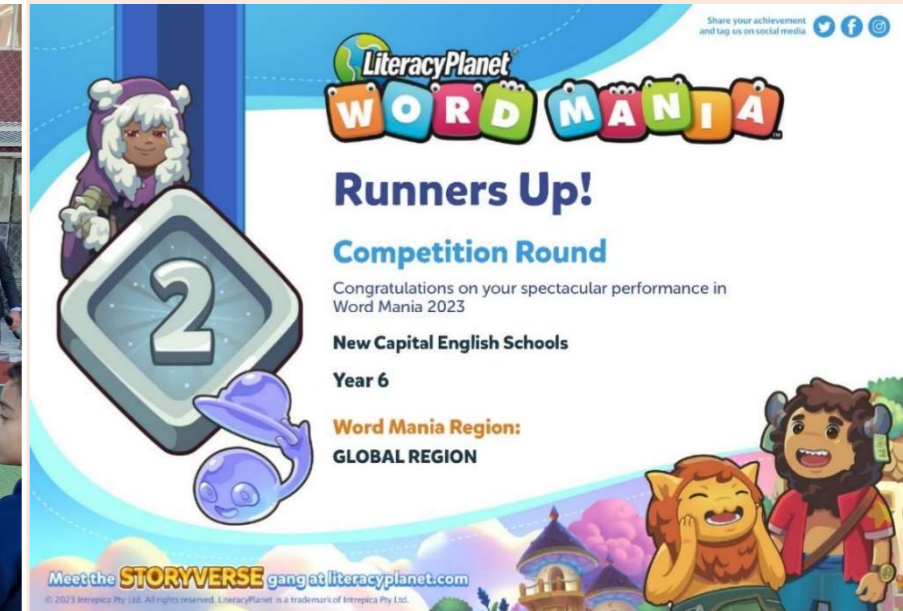 Share your achievement
and tag us on social media
LiteracyPlanet
WORD MANIA
™
Runners Up!
Competition Round
Congratulations on your spectacular performance in
Word Mania 2023
New Capital English Schools
Year 6
Word Mania Region:
GLOBAL REGION
2
Meet the STORYVERSE gang at literacyplanet.com
© 2023 Intrepica Pty Ltd. All rights reserved. LiteracyPlanet is a trademark of Intrepica Pty Ltd.